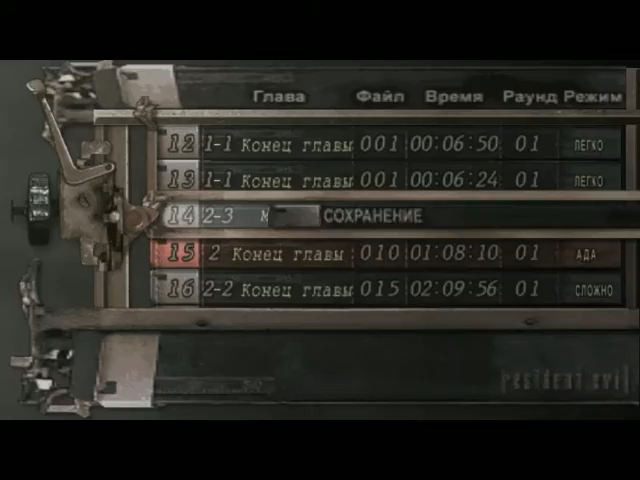 Глава Файл Время Раунд Режим
12 1-1 Конец главы 001 00:06:50 01 ЛЕГКО
13 1-1 Конец главы 001 00:06:24 01 ЛЕГКО
14 2-3 СОХРАНЕНИЕ
15 2 Конец главы 010 01:08:10 01 АДА
16 2-2 Конец главы 015 02:09:56 01 СЛОЖНО
resident evil